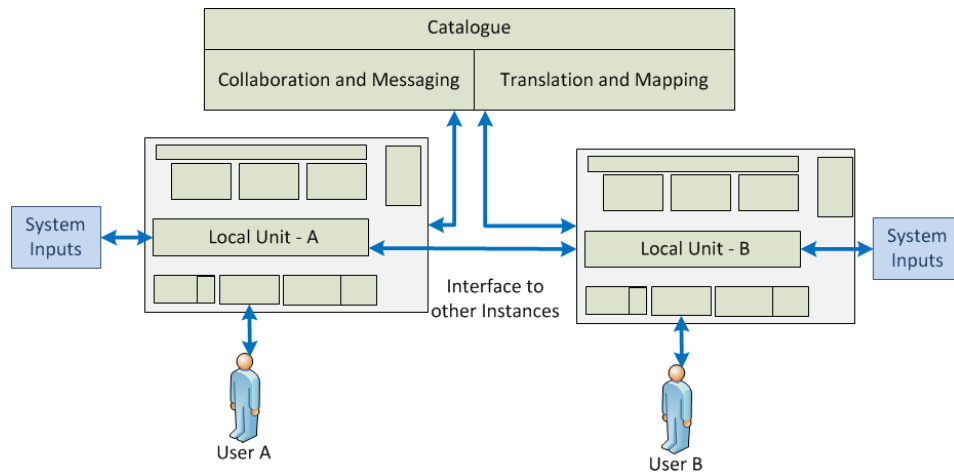 Catalogue
Collaboration and Messaging
Translation and Mapping
System
Inputs
Local Unit - A
Local Unit - B
System
Inputs
Interface to
other Instances
User A
User B